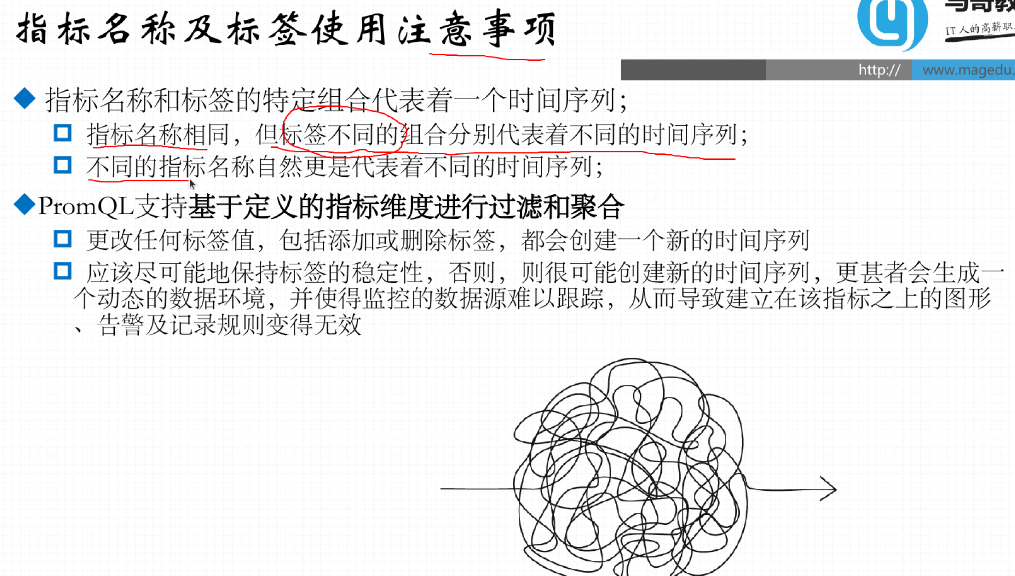 指标名称及标签使用注意事项
IT人的高薪职
http://
www.magedu.
指标名称和标签的特定组合代表着一个时间序列；
指标名称相同，但标签不同的组合分别代表着不同的时间序列；
不同的指标名称自然更是代表着不同的时间序列；
PromQL支持基于定义的指标维度进行过滤和聚合
更改任何标签值，包括添加或删除标签，都会创建一个新的时间序列
应该尽可能地保持标签的稳定性，否则，则很可能创建新的时间序列，更甚者会生成一
个动态的数据环境，并使得监控的数据源难以跟踪，从而导致建立在该指标之上的图形
、告警及记录规则变得无效